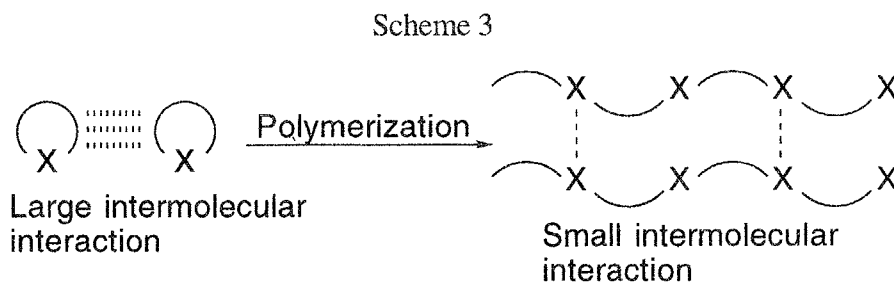 Scheme 3
X X X X
X X
Polymerization
X X X X
Large intermolecular
interaction
Small intermolecular
interaction